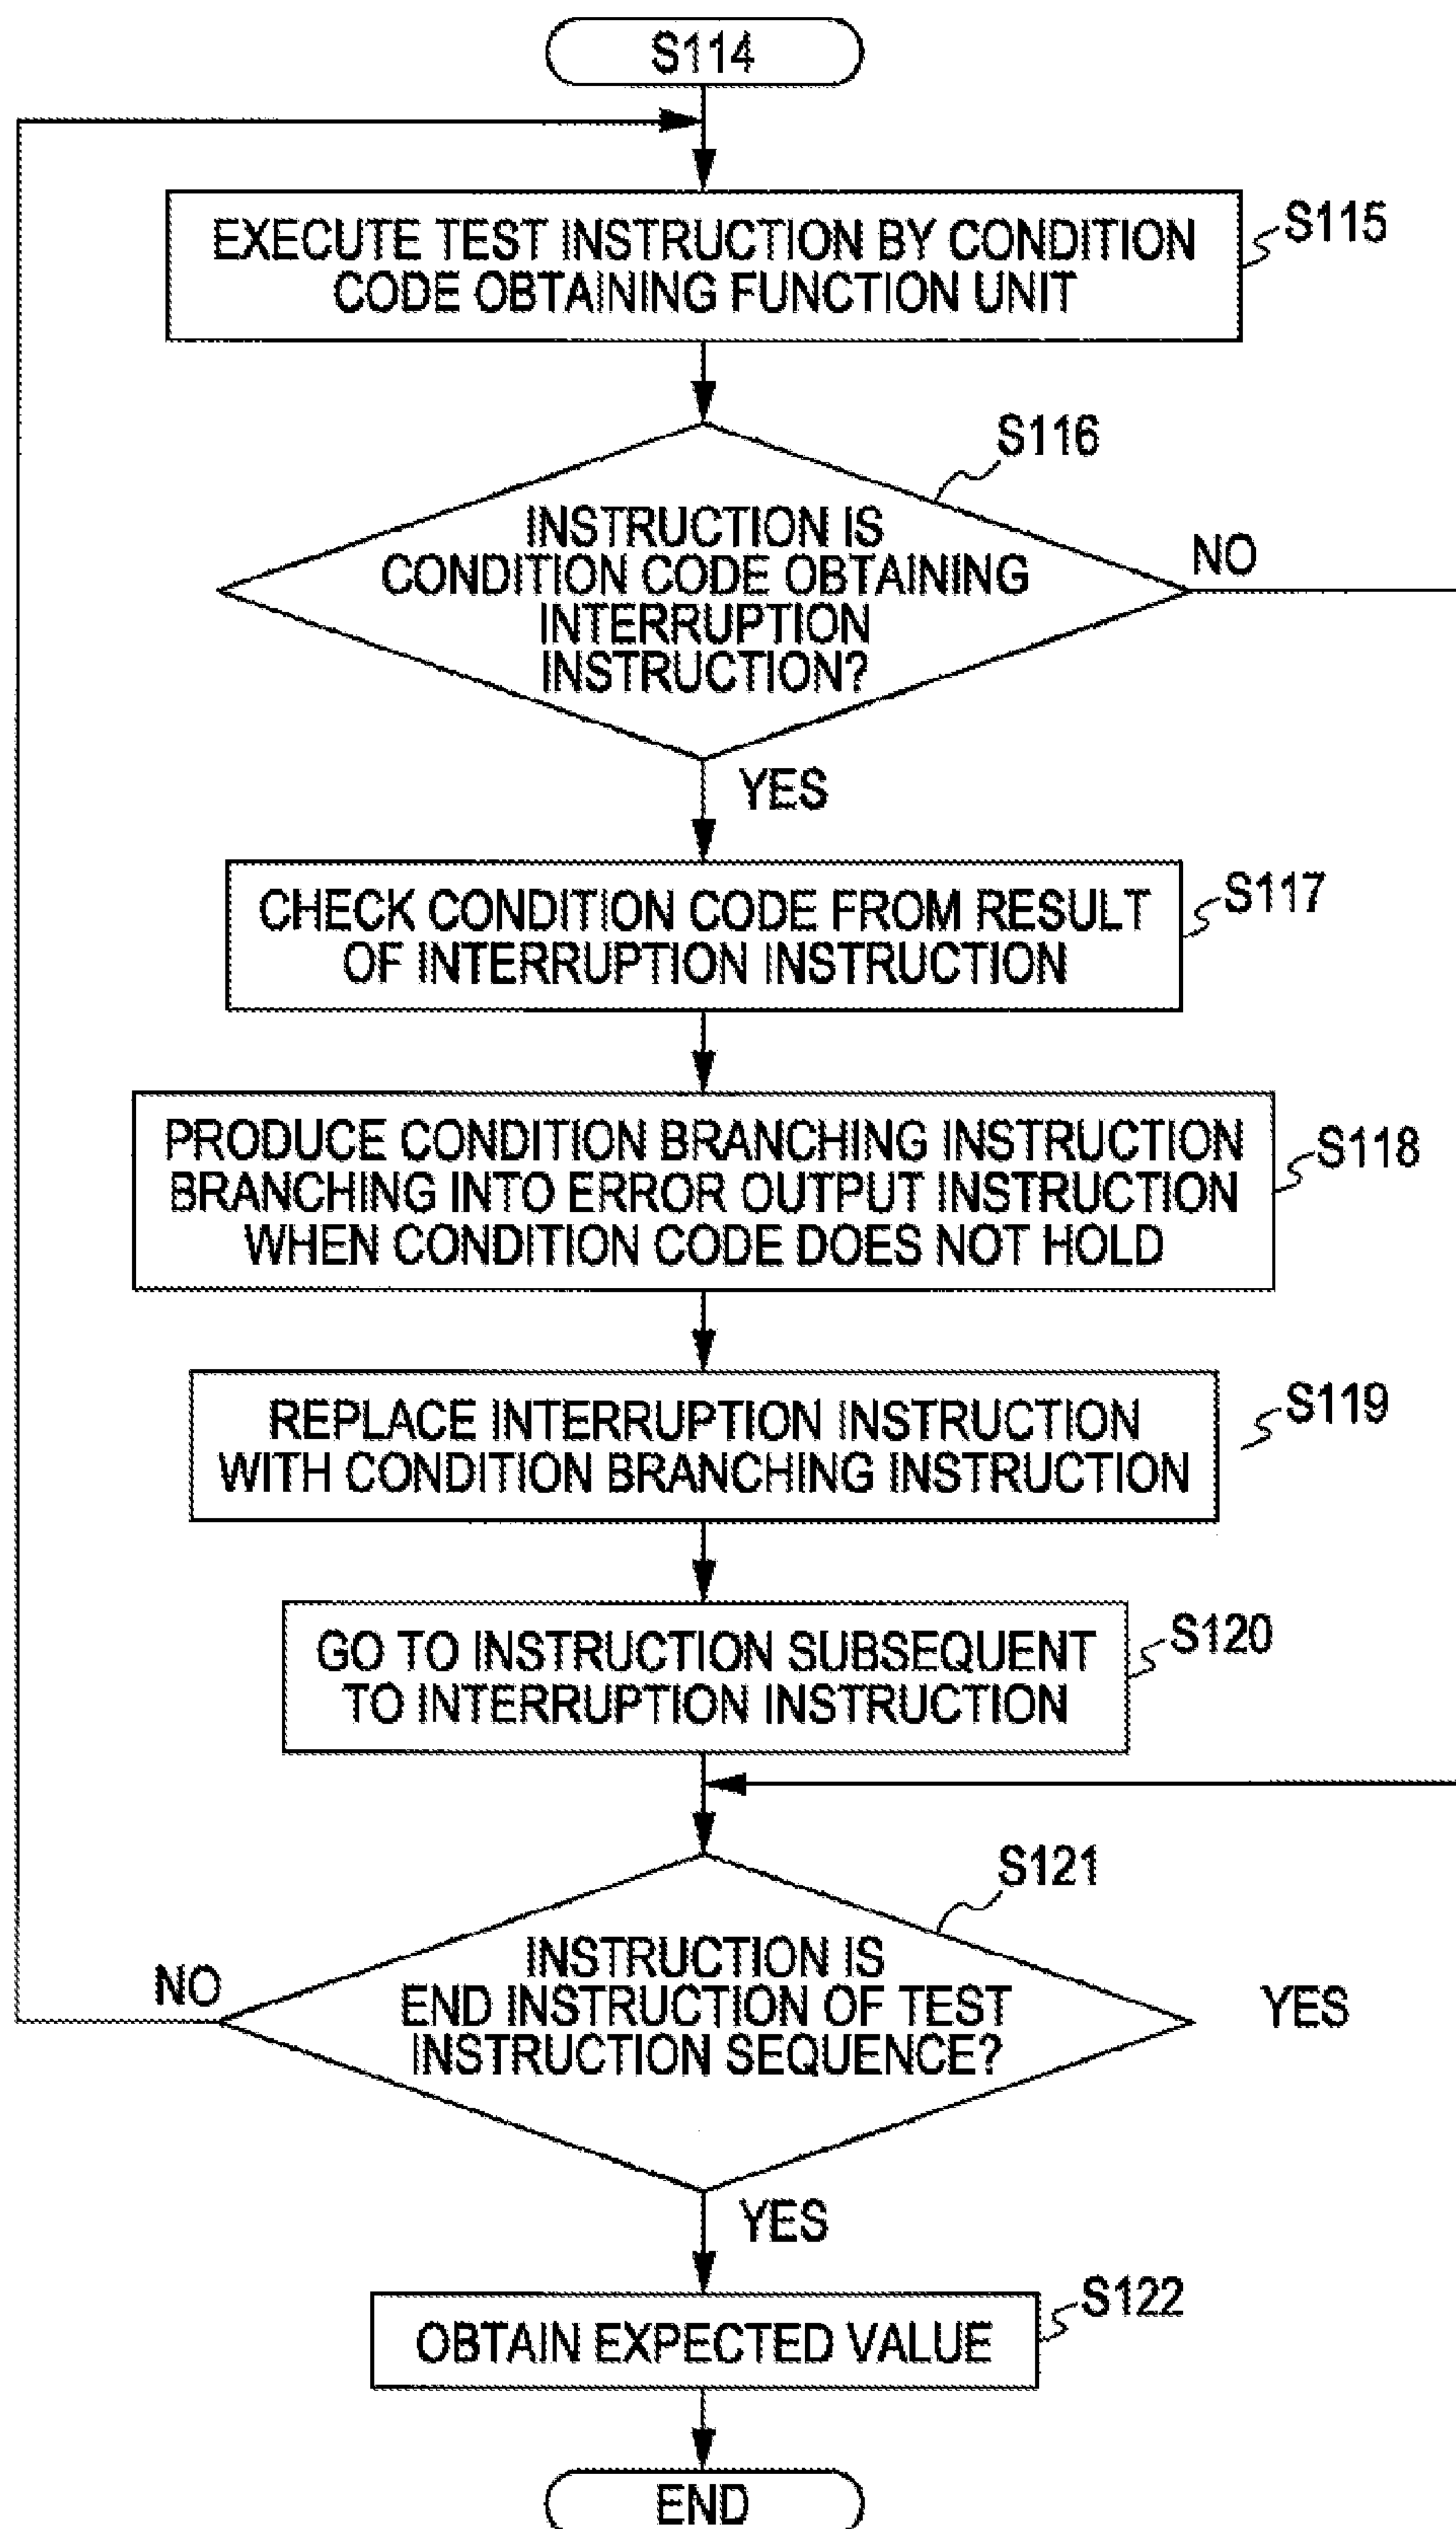 S114
EXECUTE TEST INSTRUCTION BY CONDITION
CODE OBTAINING FUNCTION UNIT
S115
S116
INSTRUCTION IS
CONDITION CODE OBTAINING
INTERRUPTION
INSTRUCTION?
NO
YES
CHECK CONDITION CODE FROM RESULT
OF INTERRUPTION INSTRUCTION
S117
PRODUCE CONDITION BRANCHING INSTRUCTION
BRANCHING INTO ERROR OUTPUT INSTRUCTION
WHEN CONDITION CODE DOES NOT HOLD
S118
REPLACE INTERRUPTION INSTRUCTION
WITH CONDITION BRANCHING INSTRUCTION
S119
GO TO INSTRUCTION SUBSEQUENT
TO INTERRUPTION INSTRUCTION
S120
S121
INSTRUCTION IS
END INSTRUCTION OF TEST
INSTRUCTION SEQUENCE?
NO
YES
YES
OBTAIN EXPECTED VALUE
S122
END